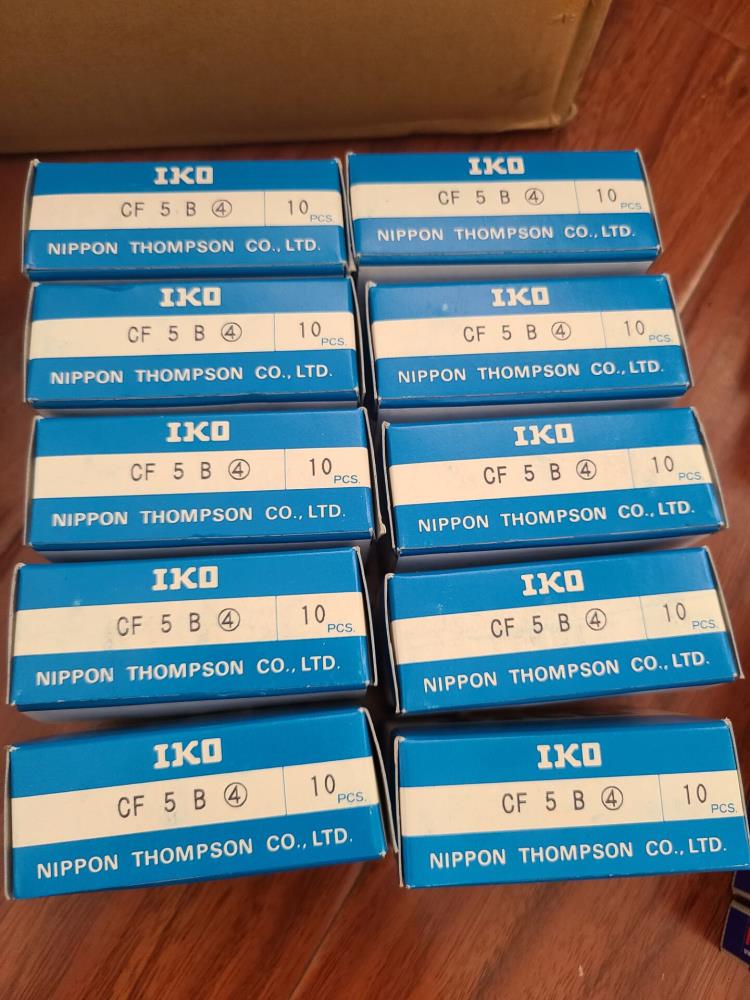 IKO
CF 5 B ④ 10 PCS.
NIPPON THOMPSON CO., LTD.
IKO
CF 5 B ④ 10 PCS.
NIPPON THOMPSON CO., LTD.
IKO
CF 5 B ④ 10 PCS.
NIPPON THOMPSON CO., LTD.
IKO
CF 5 B ④ 10 PCS.
NIPPON THOMPSON CO., LTD.
IKO
CF 5 B ④ 10 PCS.
NIPPON THOMPSON CO., LTD.
IKO
CF 5 B ④ 10 PCS.
NIPPON THOMPSON CO., LTD.
IKO
CF 5 B ④ 10 PCS.
NIPPON THOMPSON CO., LTD.
IKO
CF 5 B ④ 10 PCS.
NIPPON THOMPSON CO., LTD.
IKO
CF 5 B ④ 10 PCS.
NIPPON THOMPSON CO., LTD.
IKO
CF 5 B ④ 10 PCS.
NIPPON THOMPSON CO., LTD.